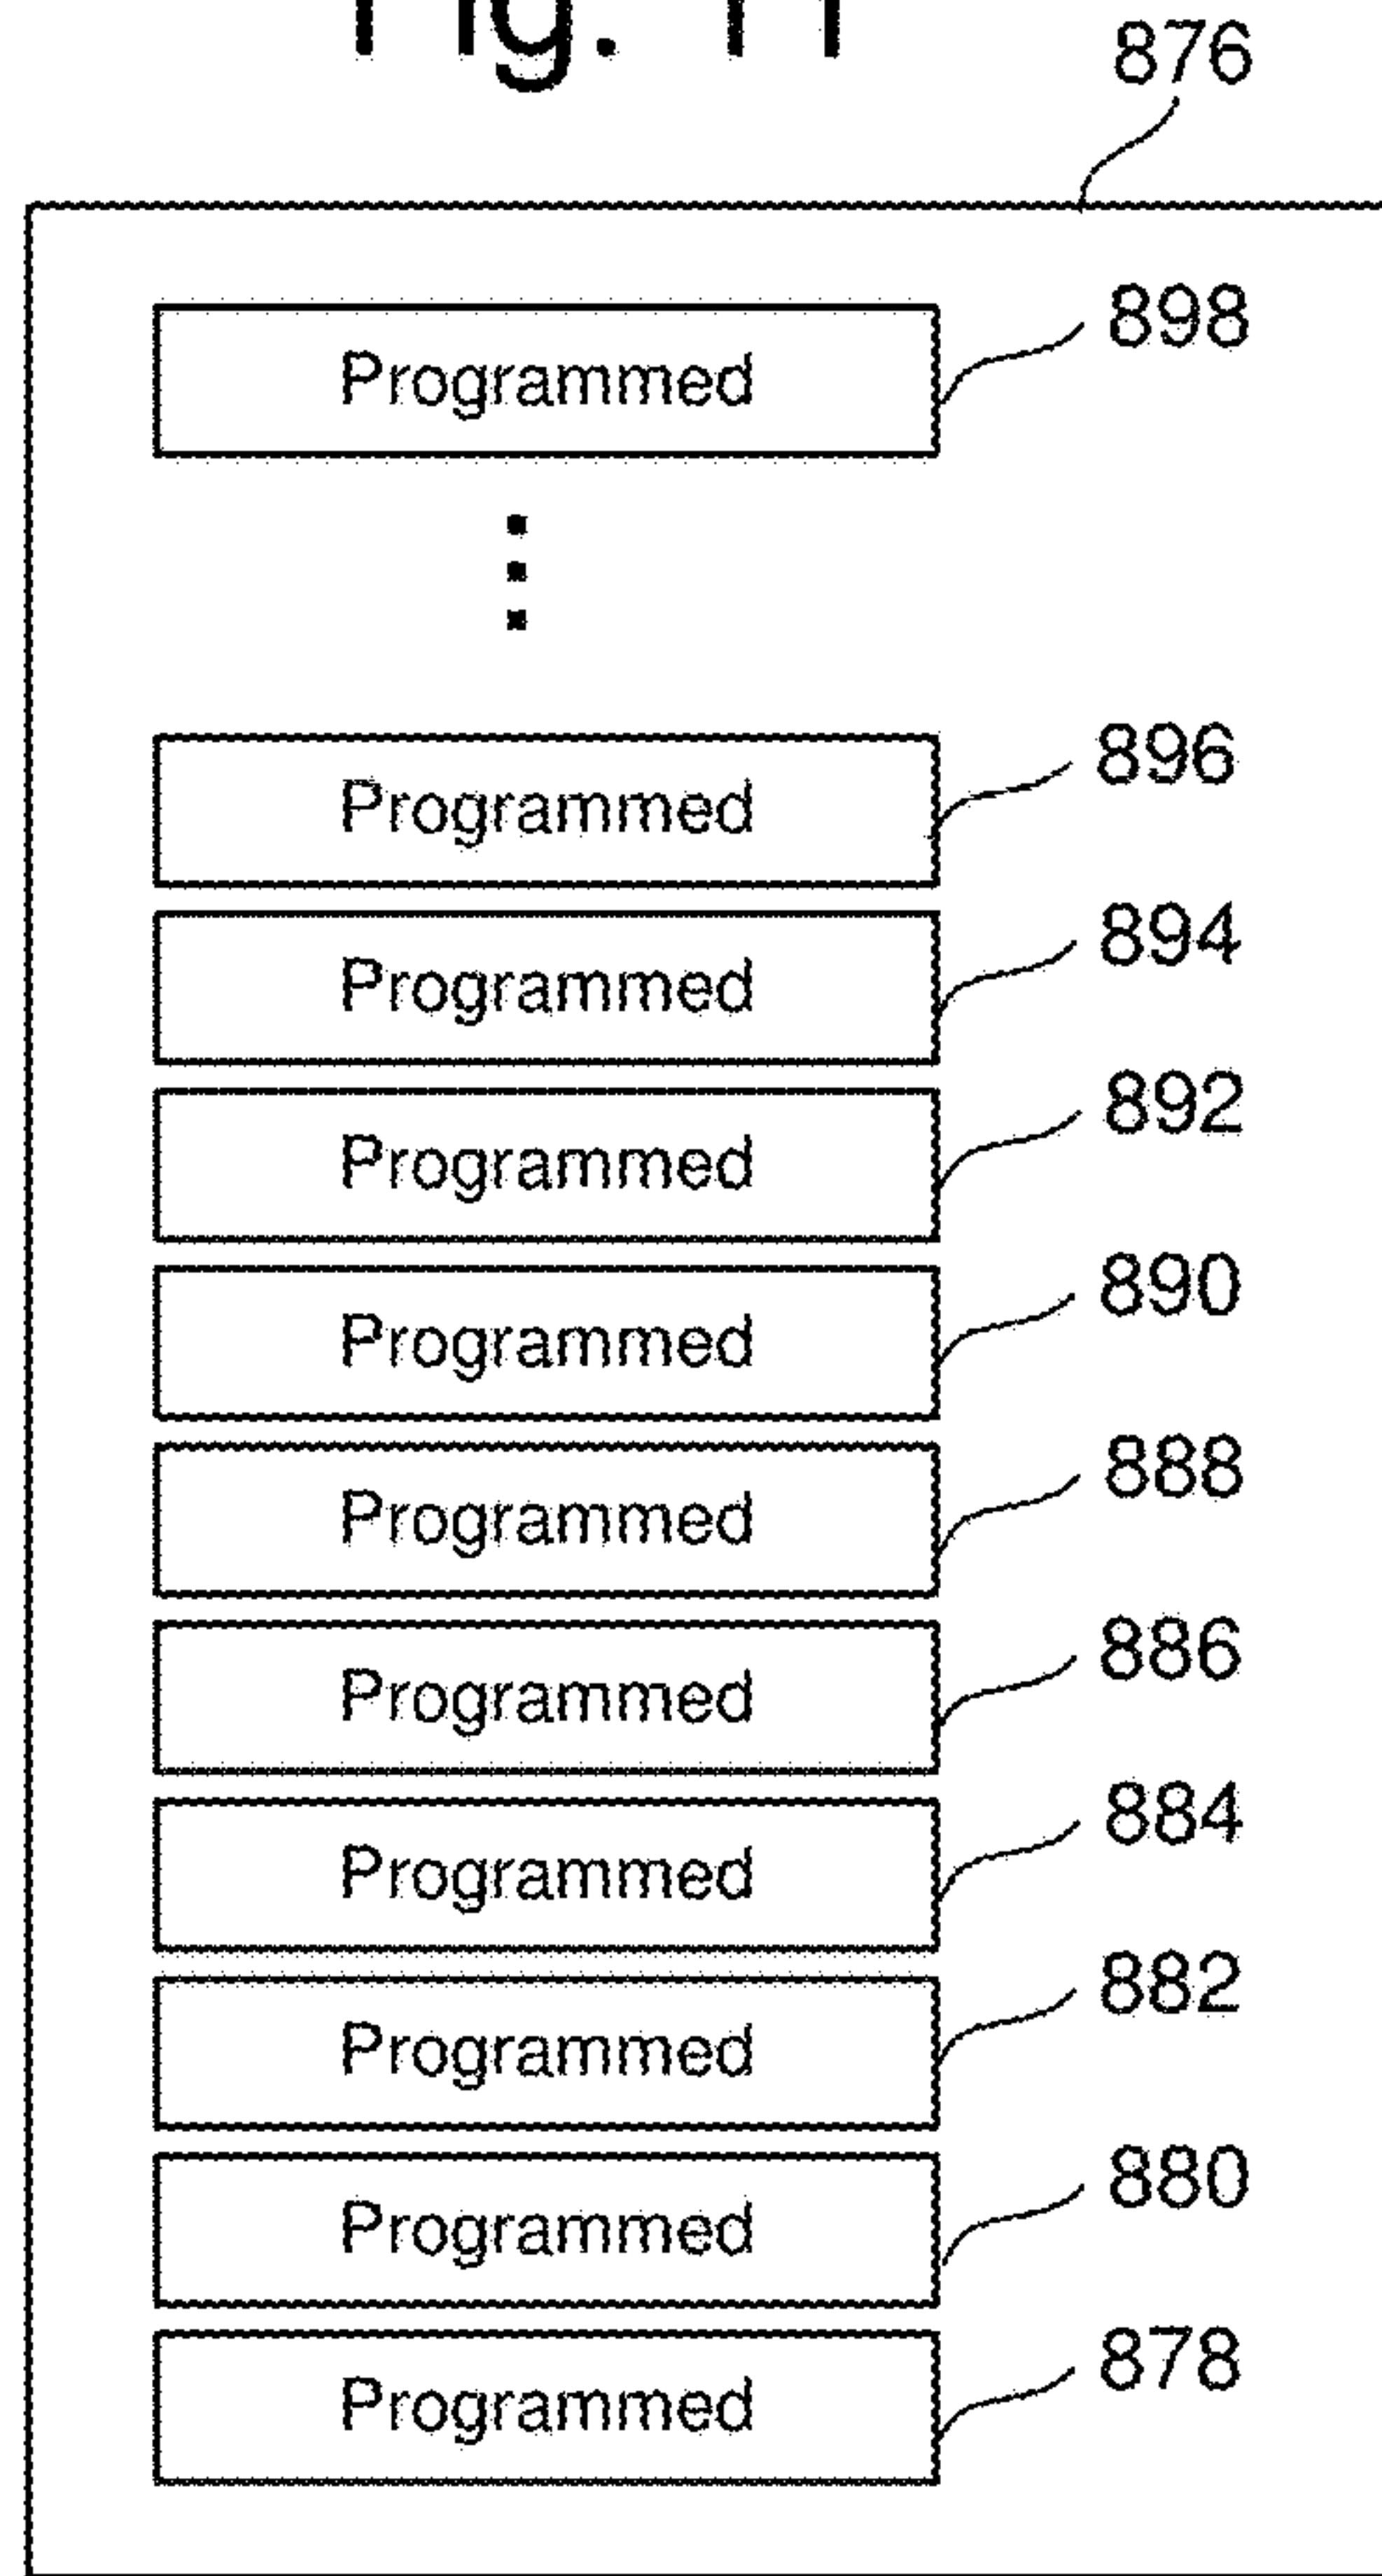 Fig. 11
876
Programmed 898
Programmed 896
Programmed 894
Programmed 892
Programmed 890
Programmed 888
Programmed 886
Programmed 884
Programmed 882
Programmed 880
Programmed 878